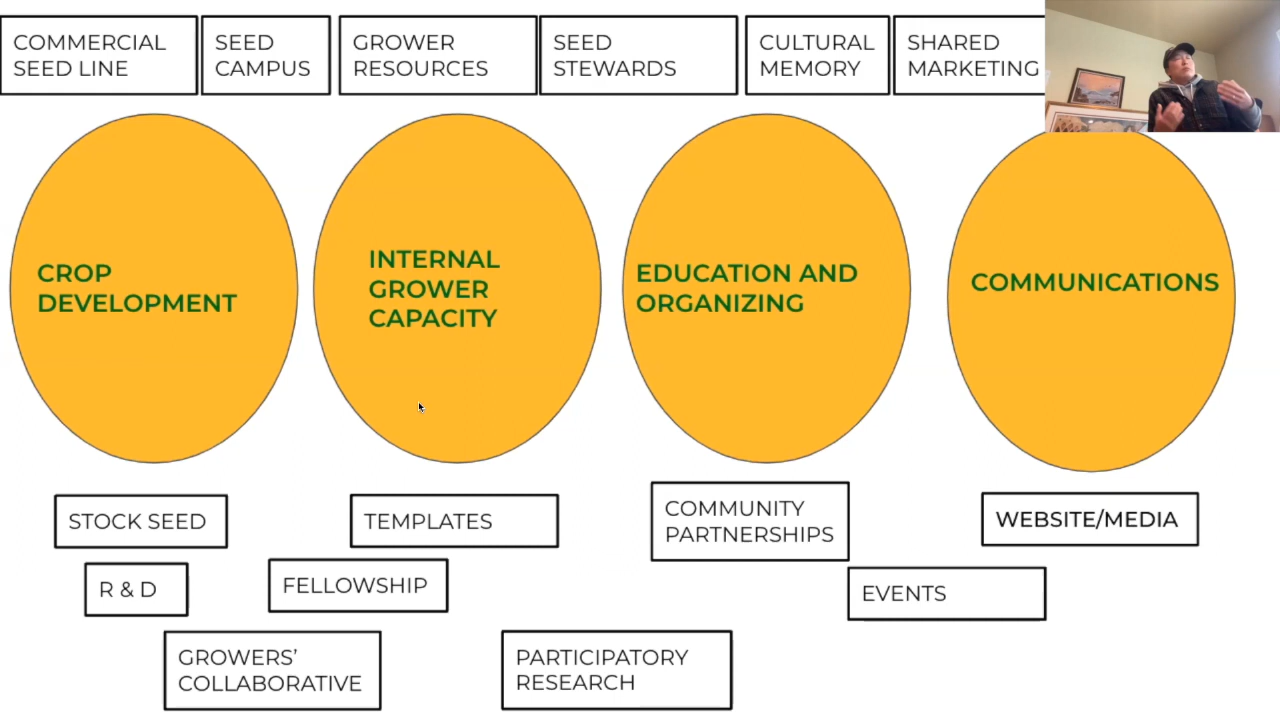 COMMERCIAL
SEED LINE
SEED
CAMPUS
GROWER
RESOURCES
SEED
STEWARDS
CULTURAL
MEMORY
SHARED
MARKETING
CROP
DEVELOPMENT
INTERNAL
GROWER
CAPACITY
EDUCATION AND
ORGANIZING
COMMUNICATIONS
STOCK SEED
TEMPLATES
COMMUNITY
PARTNERSHIPS
WEBSITE/MEDIA
R & D
FELLOWSHIP
EVENTS
GROWERS’
COLLABORATIVE
PARTICIPATORY
RESEARCH